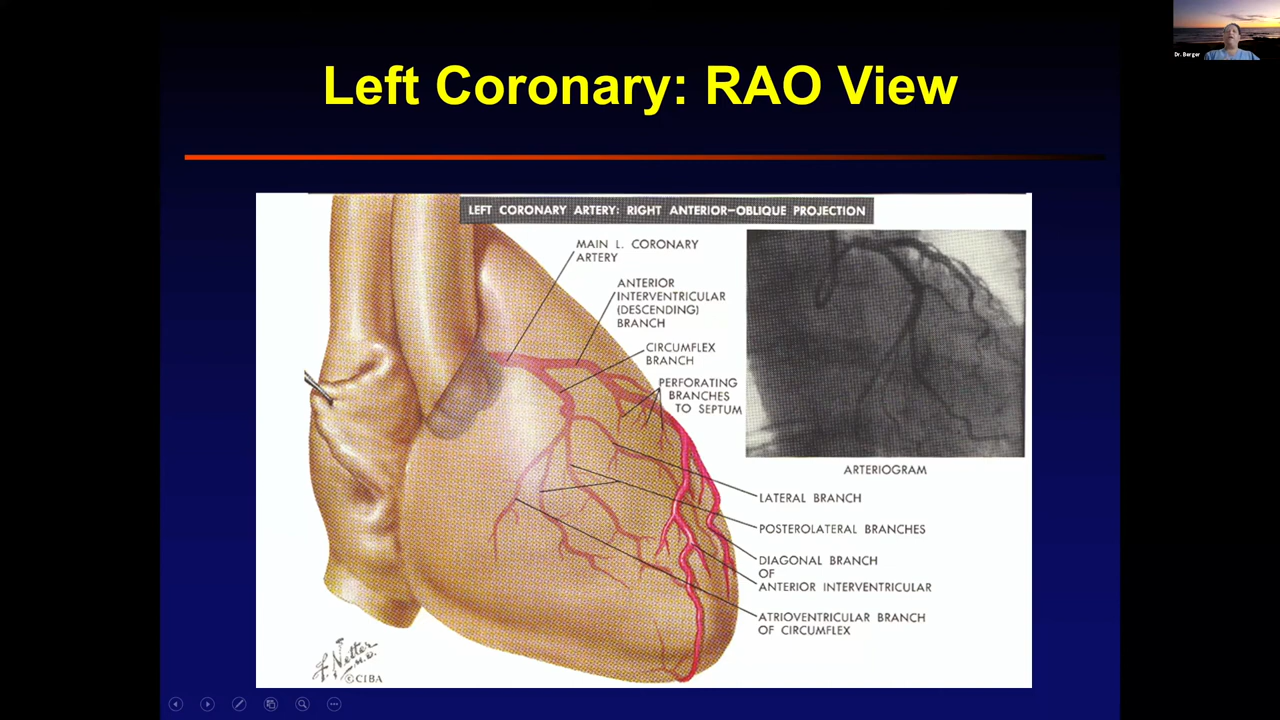 Dr. Berger
Left Coronary: RAO View
LEFT CORONARY ARTERY: RIGHT ANTERIOR-OBLIQUE PROJECTION
MAIN L. CORONARY
ARTERY
ANTERIOR
INTERVENTRICULAR
(DESCENDING)
BRANCH
CIRCUMFLEX
BRANCH
PERFORATING
BRANCHES
TO SEPTUM
ARTERIOGRAM
LATERAL BRANCH
POSTEROLATERAL BRANCHES
DIAGONAL BRANCH
OF
ANTERIOR INTERVENTRICULAR
ATRIOVENTRICULAR BRANCH
OF CIRCUMFLEX
F. Netter
M.D.
©CIBA